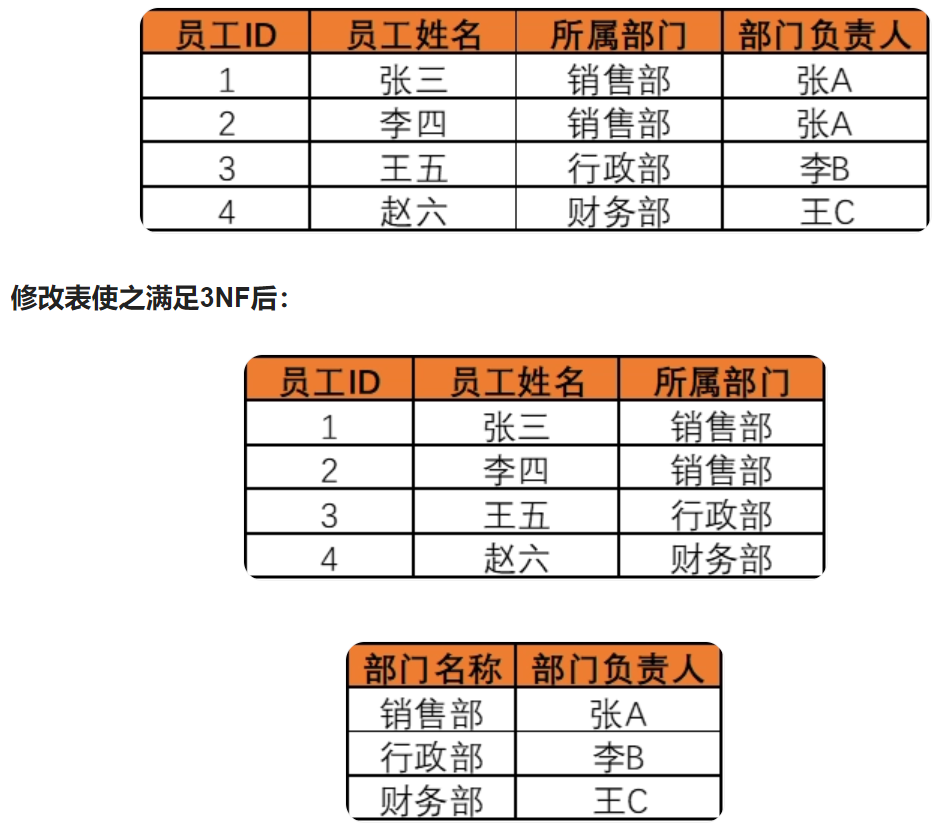 员工ID 员工姓名 所属部门 部门负责人
1 张三 销售部 张A
2 李四 销售部 张A
3 王五 行政部 李B
4 赵六 财务部 王C
修改表使之满足3NF后：
员工ID 员工姓名 所属部门
1 张三 销售部
2 李四 销售部
3 王五 行政部
4 赵六 财务部
部门名称 部门负责人
销售部 张A
行政部 李B
财务部 王C